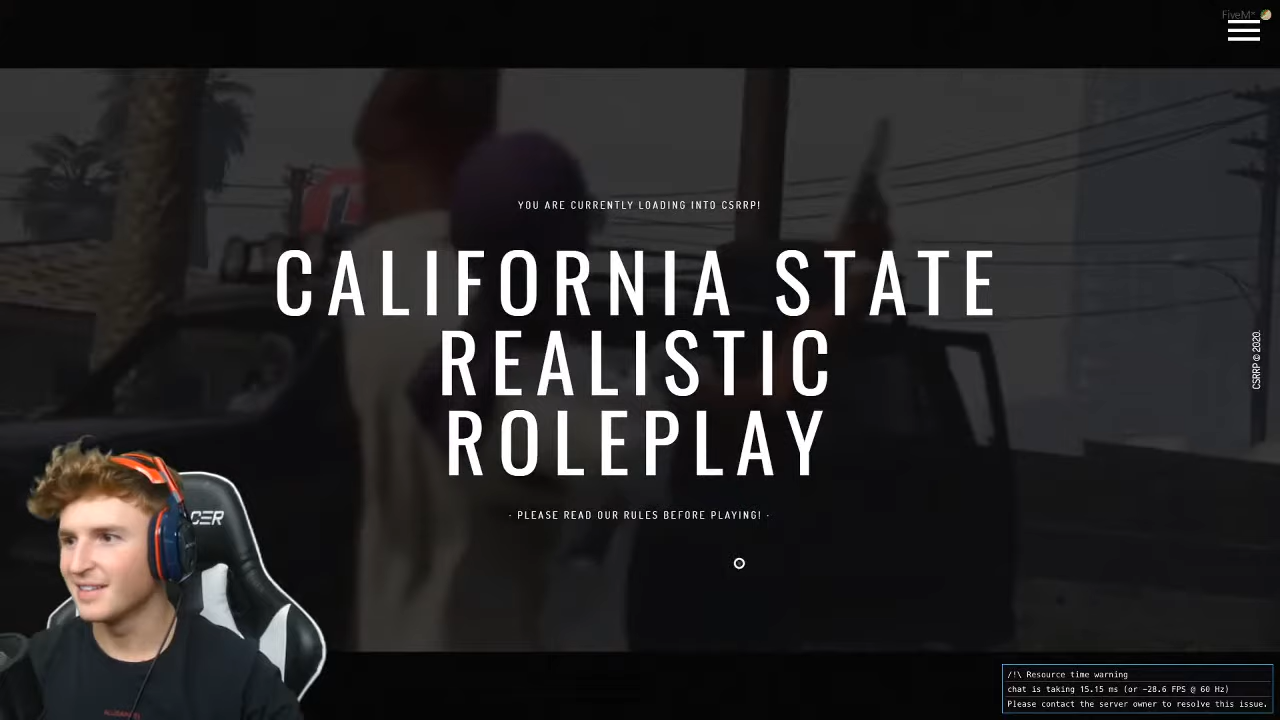 FiveM*
YOU ARE CURRENTLY LOADING INTO CSRRP!
CALIFORNIA STATE
REALISTIC
ROLEPLAY
- PLEASE READ OUR RULES BEFORE PLAYING! -
CSRRP © 2020.
CER
/!\ Resource time warning
chat is taking 15.15 ms (or ~28.6 FPS @ 60 Hz)
Please contact the server owner to resolve this issue.